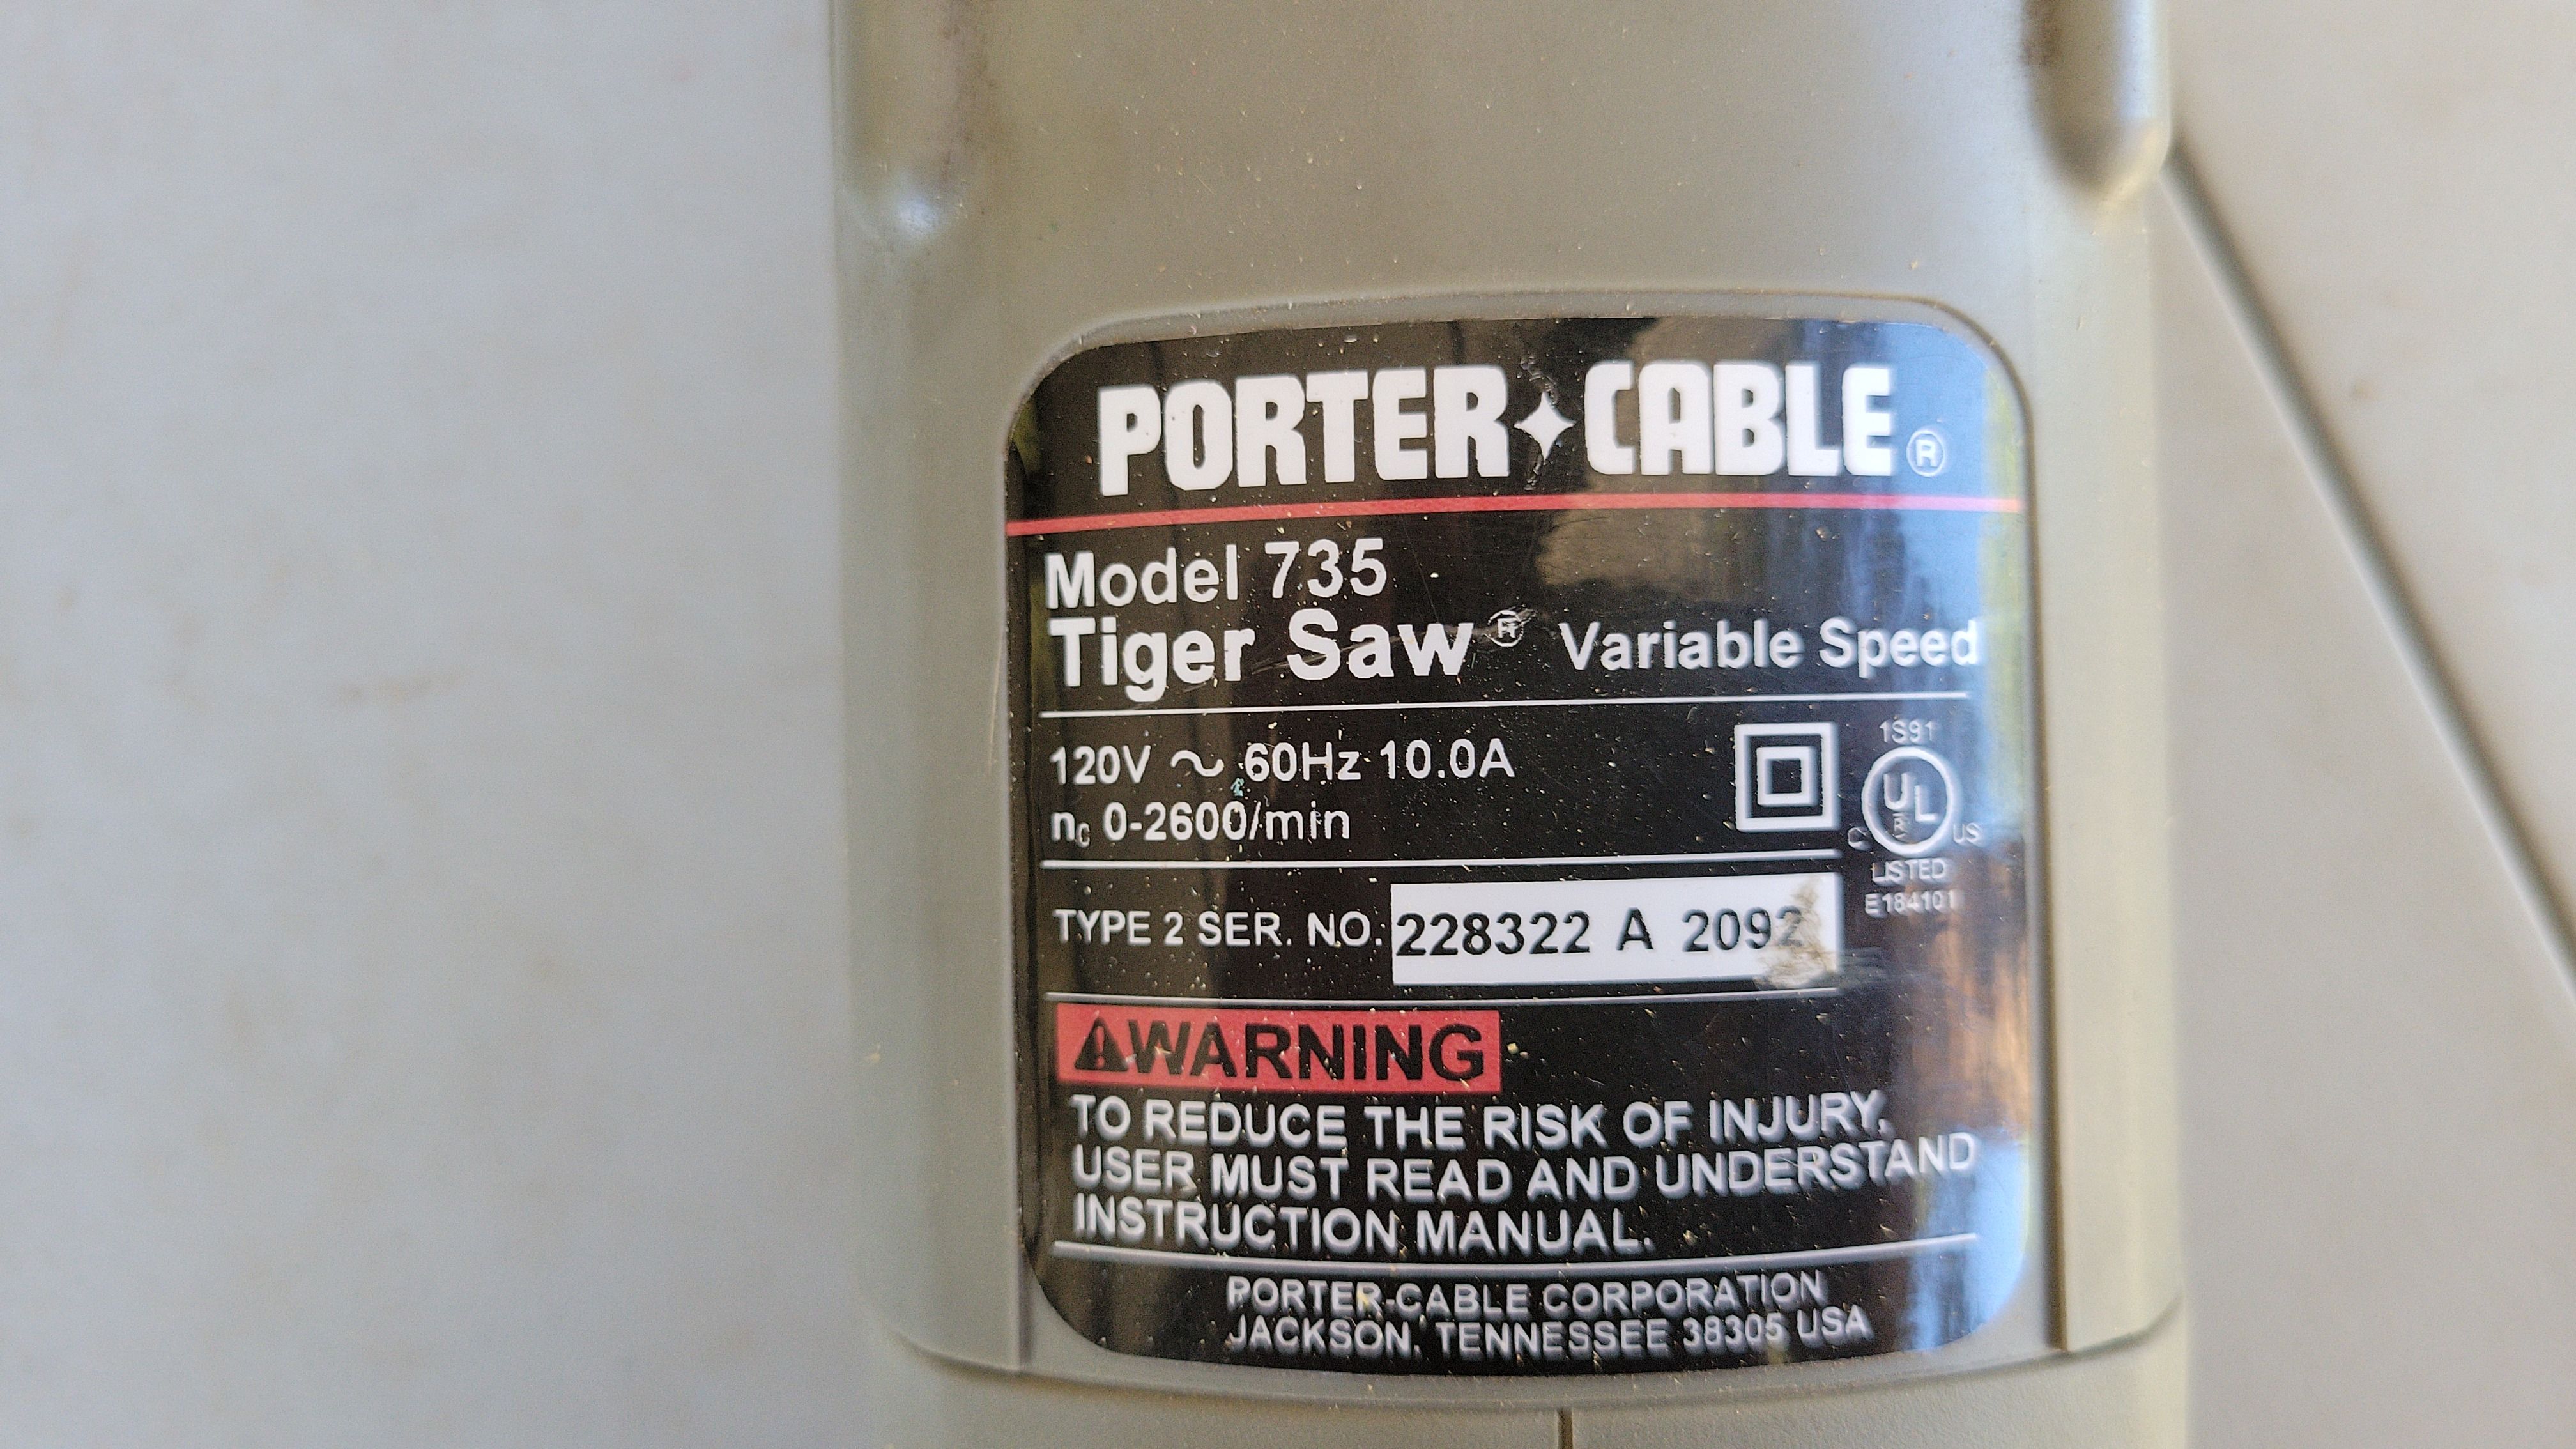 PORTER✦CABLE®
Model 735
Tiger Saw® Variable Speed
120V ~ 60Hz 10.0A
n꜀ 0-2600/min
1S91
UL
R
C US
LISTED
E184101
TYPE 2 SER. NO. 228322 A 2092
⚠WARNING
TO REDUCE THE RISK OF INJURY,
USER MUST READ AND UNDERSTAND
INSTRUCTION MANUAL.
PORTER-CABLE CORPORATION
JACKSON, TENNESSEE 38305 USA